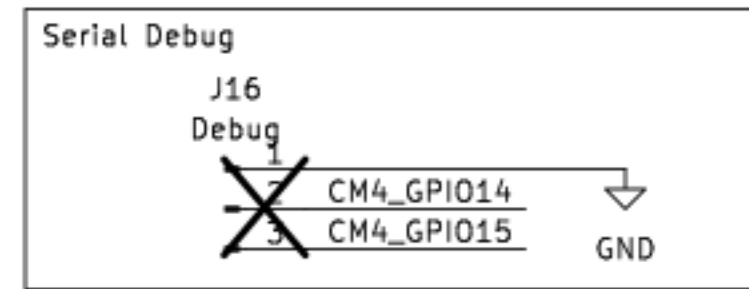 Serial Debug
J16
Debug
1
2 CM4_GPIO14
3 CM4_GPIO15
GND